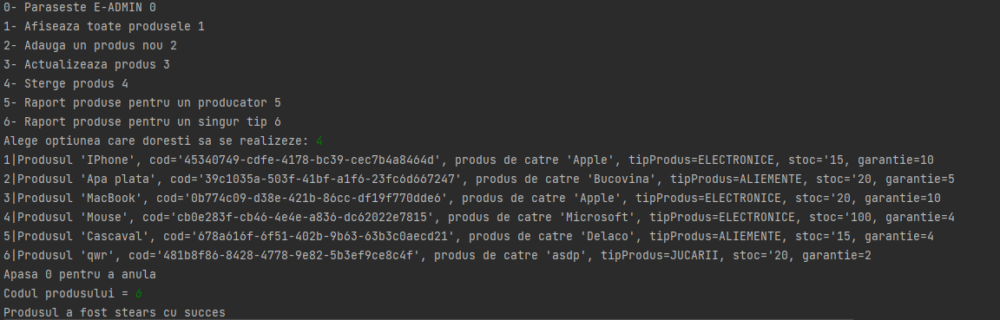 0- Paraseste E-ADMIN 0
1- Afiseaza toate produsele 1
2- Adauga un produs nou 2
3- Actualizeaza produs 3
4- Sterge produs 4
5- Raport produse pentru un producator 5
6- Raport produse pentru un singur tip 6
Alege optiunea care doresti sa se realizeze: 4
1|Produsul 'IPhone', cod='45340749-cdfe-4178-bc39-cec7b4a8464d', produs de catre 'Apple', tipProdus=ELECTRONICE, stoc='15, garantie=10
2|Produsul 'Apa plata', cod='39c1035a-503f-41bf-a1f6-23fc6d667247', produs de catre 'Bucovina', tipProdus=ALIEMENTE, stoc='20, garantie=5
3|Produsul 'MacBook', cod='0b774c09-d38e-421b-86cc-df19f770dde6', produs de catre 'Apple', tipProdus=ELECTRONICE, stoc='20, garantie=10
4|Produsul 'Mouse', cod='cb0e283f-cb46-4e4e-a836-dc62022e7815', produs de catre 'Microsoft', tipProdus=ELECTRONICE, stoc='100, garantie=4
5|Produsul 'Cascaval', cod='678a616f-6f51-402b-9b63-63b3c0aecd21', produs de catre 'Delaco', tipProdus=ALIEMENTE, stoc='15, garantie=4
6|Produsul 'qwr', cod='481b8f86-8428-4778-9e82-5b3ef9ce8c4f', produs de catre 'asdp', tipProdus=JUCARII, stoc='20, garantie=2
Apasa 0 pentru a anula
Codul produsului = 6
Produsul a fost stears cu succes